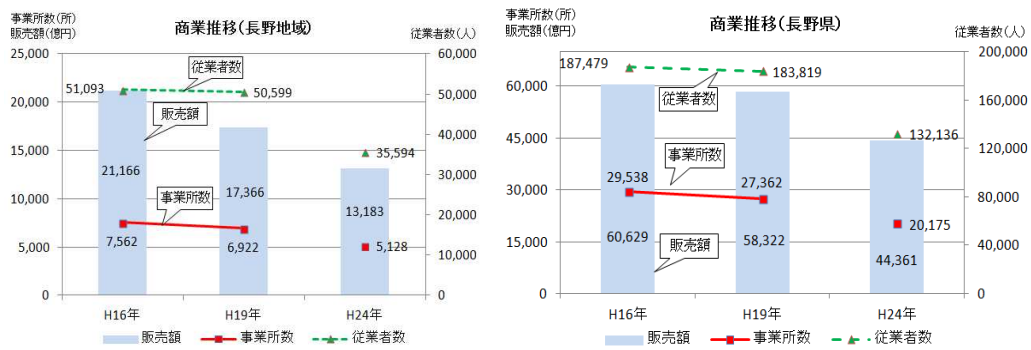 事業所数(所)
販売額(億円)
商業推移(長野地域)
従業者数(人)
25,000
20,000
15,000
10,000
5,000
0
60,000
50,000
40,000
30,000
20,000
10,000
0
従業者数
51,093
50,599
販売額
35,594
21,166
17,366
13,183
事業所数
7,562
6,922
5,128
H16年
H19年
H24年
販売額
事業所数
従業者数
事業所数(所)
販売額(億円)
商業推移(長野県)
従業者数(人)
60,000
45,000
30,000
15,000
0
200,000
160,000
120,000
80,000
40,000
0
187,479
183,819
従業者数
132,136
事業所数
29,538
27,362
20,175
60,629
58,322
44,361
販売額
H16年
H19年
H24年
販売額
事業所数
従業者数